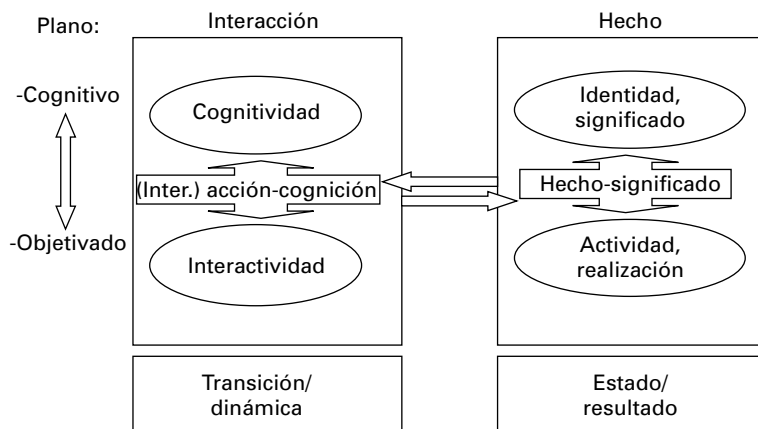 Plano:
Interacción
Hecho
-Cognitivo
Cognitividad
Identidad,
significado
(Inter.) acción-cognición
Hecho-significado
-Objetivado
Interactividad
Actividad,
realización
Transición/
dinámica
Estado/
resultado